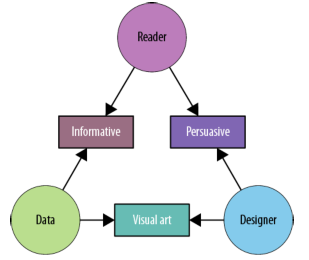 Reader
Informative
Persuasive
Data
Visual art
Designer